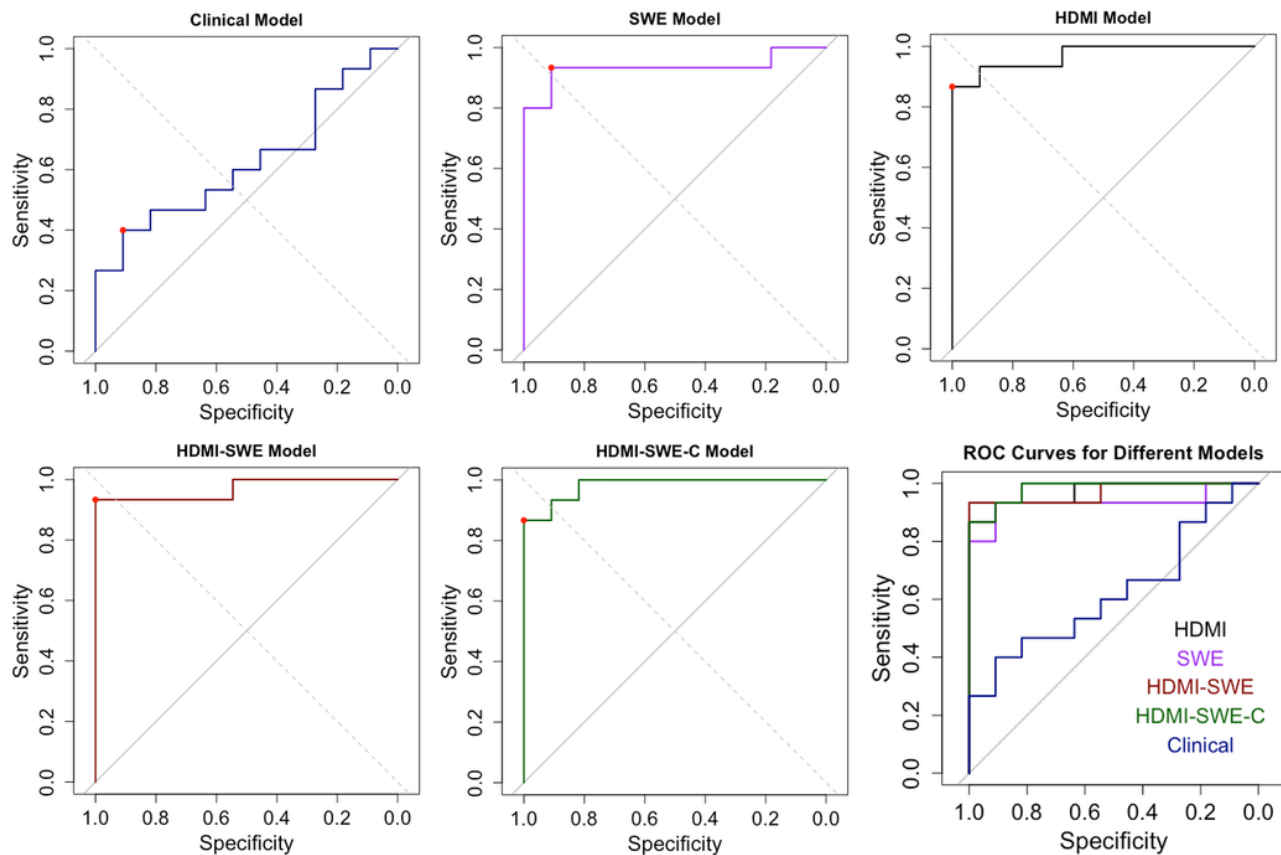 Clinical Model
Sensitivity
1.0
0.8
0.6
0.4
0.2
0.0
1.0 0.8 0.6 0.4 0.2 0.0
Specificity
SWE Model
Sensitivity
1.0
0.8
0.6
0.4
0.2
0.0
1.0 0.8 0.6 0.4 0.2 0.0
Specificity
HDMI Model
Sensitivity
1.0
0.8
0.6
0.4
0.2
0.0
1.0 0.8 0.6 0.4 0.2 0.0
Specificity
HDMI-SWE Model
Sensitivity
1.0
0.8
0.6
0.4
0.2
0.0
1.0 0.8 0.6 0.4 0.2 0.0
Specificity
HDMI-SWE-C Model
Sensitivity
1.0
0.8
0.6
0.4
0.2
0.0
1.0 0.8 0.6 0.4 0.2 0.0
Specificity
ROC Curves for Different Models
Sensitivity
1.0
0.8
0.6
0.4
0.2
0.0
HDMI
SWE
HDMI-SWE
HDMI-SWE-C
Clinical
1.0 0.8 0.6 0.4 0.2 0.0
Specificity